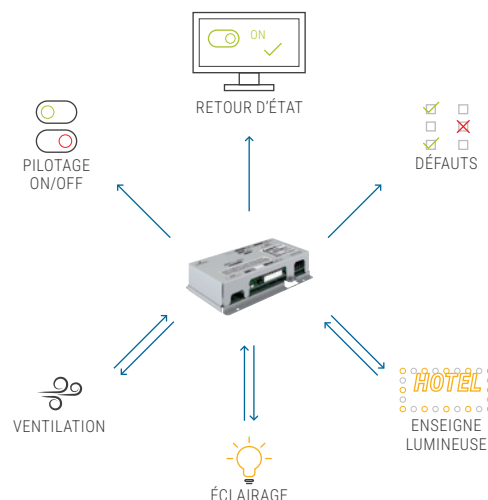 ON
RETOUR D'ÉTAT
PILOTAGE
ON/OFF
DÉFAUTS
VENTILATION
HOTEL
ENSEIGNE
LUMINEUSE
ÉCLAIRAGE